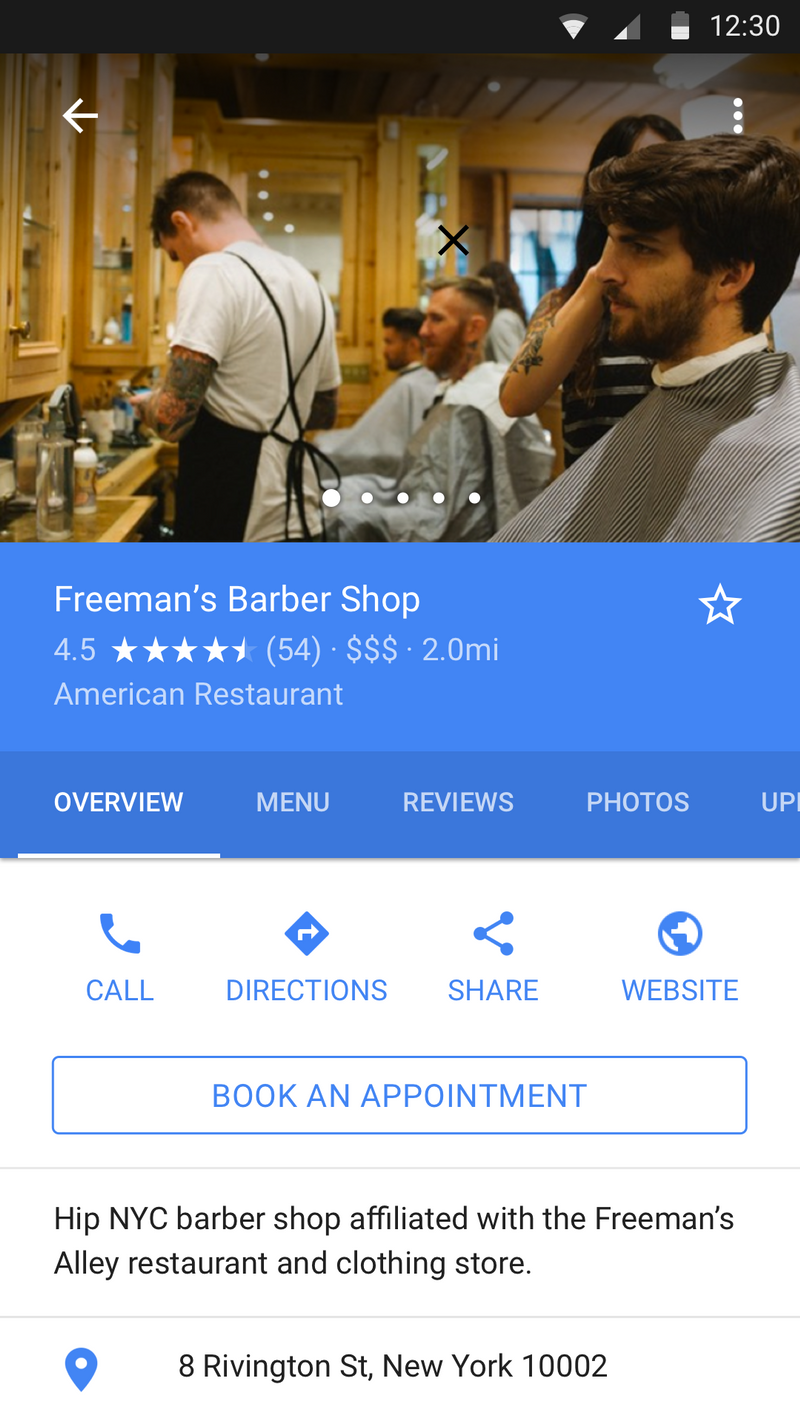 12:30
Freeman’s Barber Shop
4.5 (54) · $$$ · 2.0mi
American Restaurant
OVERVIEW MENU REVIEWS PHOTOS UP
CALL DIRECTIONS SHARE WEBSITE
BOOK AN APPOINTMENT
Hip NYC barber shop affiliated with the Freeman’s
Alley restaurant and clothing store.
8 Rivington St, New York 10002